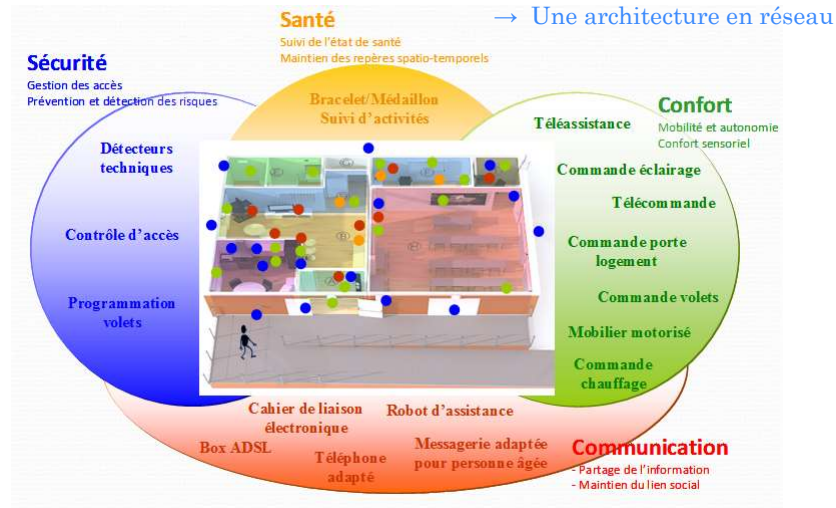 → Une architecture en réseau
Santé
Suivi de l'état de santé
Maintien des repères spatio-temporels
Sécurité
Gestion des accès
Prévention et détection des risques
Bracelet/Médaillon
Suivi d'activités
Confort
Mobilité et autonomie
Confort sensoriel
Détecteurs
techniques
Contrôle d'accès
Programmation
volets
Téléassistance
Commande éclairage
Télécommande
Commande porte
logement
Commande volets
Mobilier motorisé
Commande
chauffage
Cahier de liaison
électronique
Robot d'assistance
Box ADSL
Téléphone
adapté
Messagerie adaptée
pour personne âgée
Communication
- Partage de l'information
- Maintien du lien social